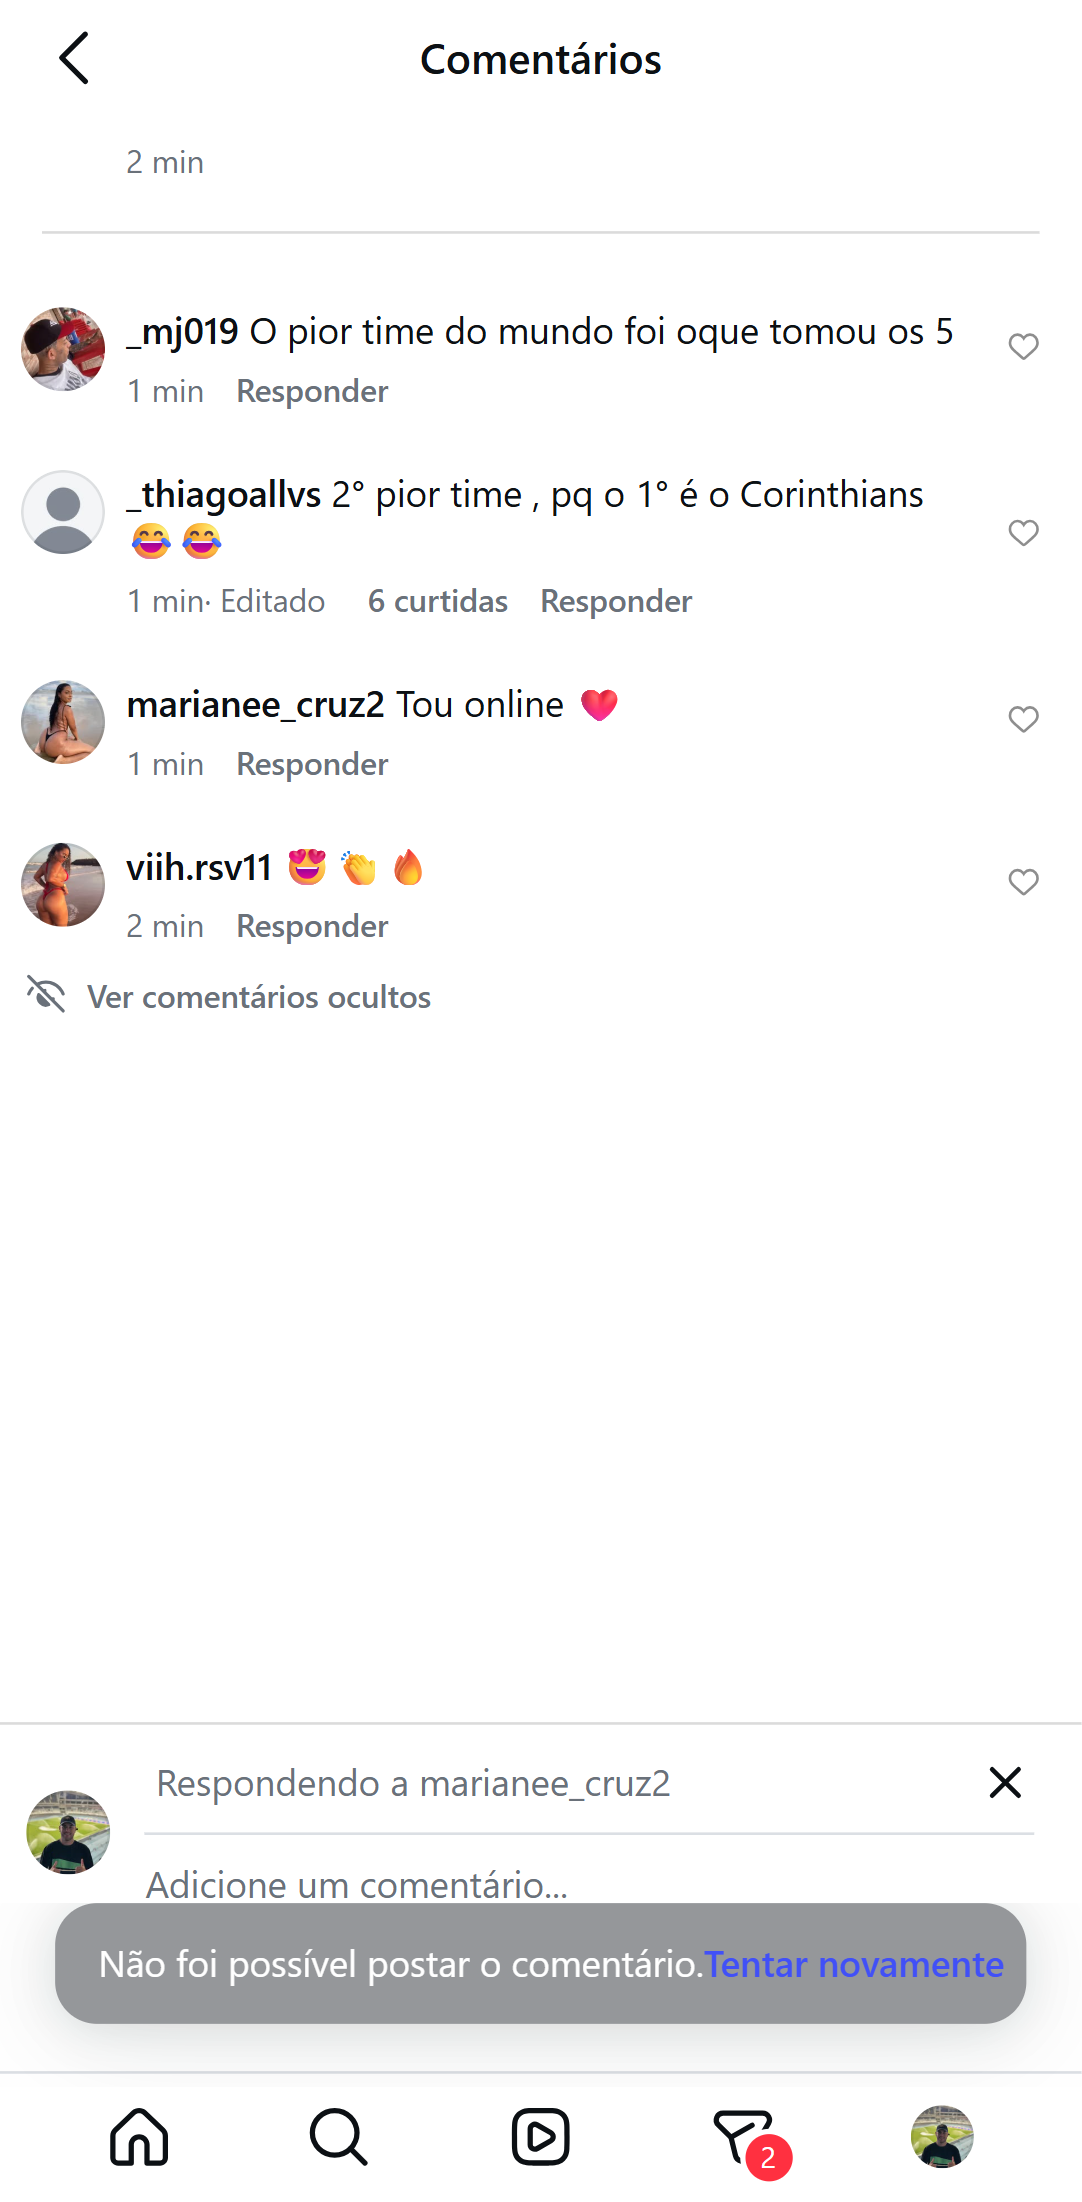 Comentários
2 min
_mj019 O pior time do mundo foi oque tomou os 5
1 min Responder
_thiagoallvs 2° pior time , pq o 1° é o Corinthians
😂😂
1 min· Editado 6 curtidas Responder
marianee_cruz2 Tou online ❤️
1 min Responder
viih.rsv11 😍👏🔥
2 min Responder
Ver comentários ocultos
Respondendo a marianee_cruz2
Adicione um comentário...
Não foi possível postar o comentário.Tentar novamente
2